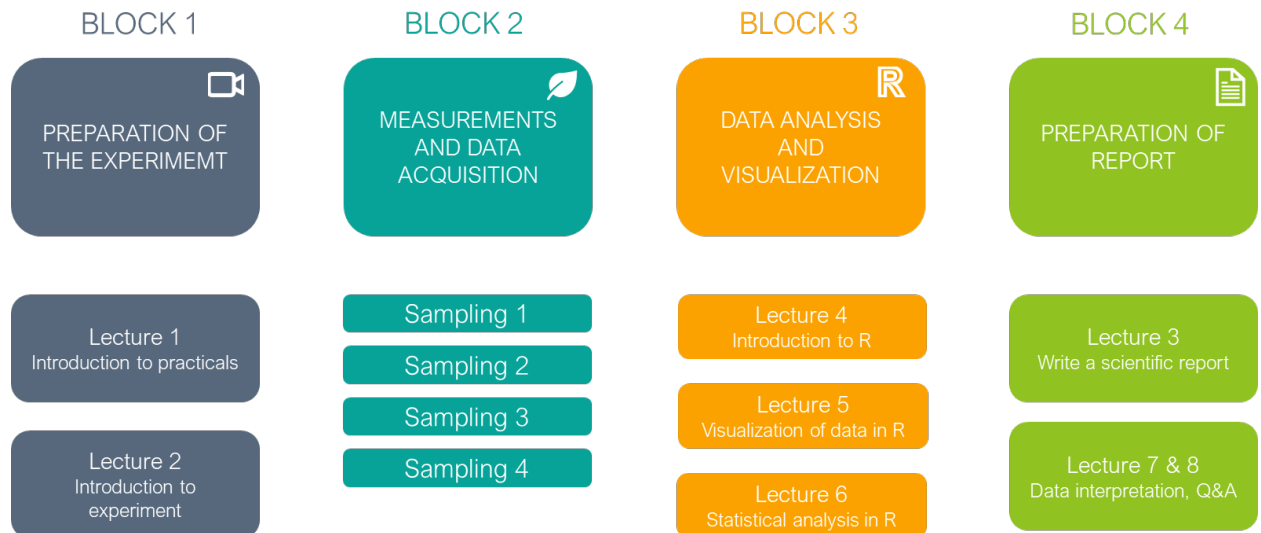 BLOCK 1
PREPARATION OF
THE EXPERIMEMT
Lecture 1
Introduction to practicals
Lecture 2
Introduction to
experiment
BLOCK 2
MEASUREMENTS
AND DATA
ACQUISITION
Sampling 1
Sampling 2
Sampling 3
Sampling 4
BLOCK 3
R
DATA ANALYSIS
AND
VISUALIZATION
Lecture 4
Introduction to R
Lecture 5
Visualization of data in R
Lecture 6
Statistical analysis in R
BLOCK 4
PREPARATION OF
REPORT
Lecture 3
Write a scientific report
Lecture 7 & 8
Data interpretation, Q&A